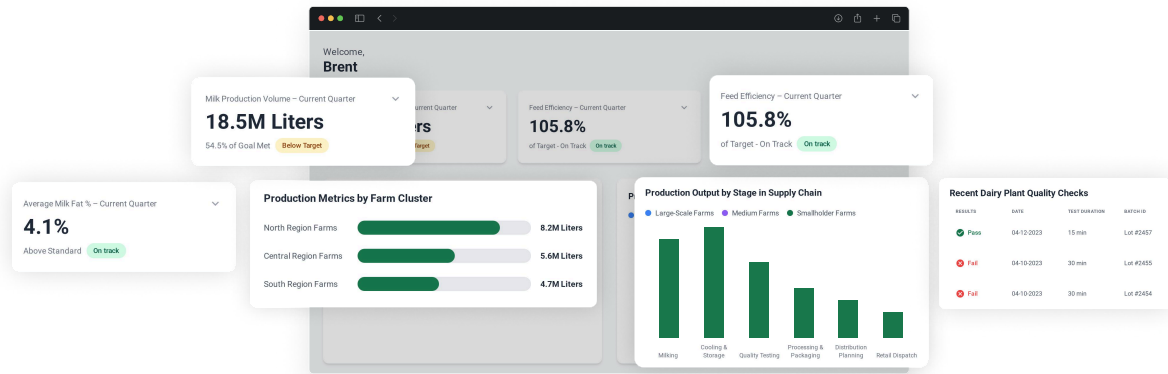 Welcome,
Brent
Milk Production Volume – Current Quarter
18.5M Liters
54.5% of Goal Met Below Target
Current Quarter
Feed Efficiency – Current Quarter
105.8%
of Target - On Track On track
Feed Efficiency – Current Quarter
105.8%
of Target - On Track On track
Average Milk Fat % – Current Quarter
4.1%
Above Standard On track
Production Metrics by Farm Cluster
North Region Farms 8.2M Liters
Central Region Farms 5.6M Liters
South Region Farms 4.7M Liters
Production Output by Stage in Supply Chain
Large-Scale Farms Medium Farms Smallholder Farms
Milking
Cooling &
Storage
Quality Testing
Processing &
Packaging
Distribution
Planning
Retail Dispatch
Recent Dairy Plant Quality Checks
RESULTS DATE TEST DURATION BATCH ID
Pass 04-12-2023 15 min Lot #2457
Fail 04-10-2023 30 min Lot #2455
Fail 04-10-2023 30 min Lot #2454